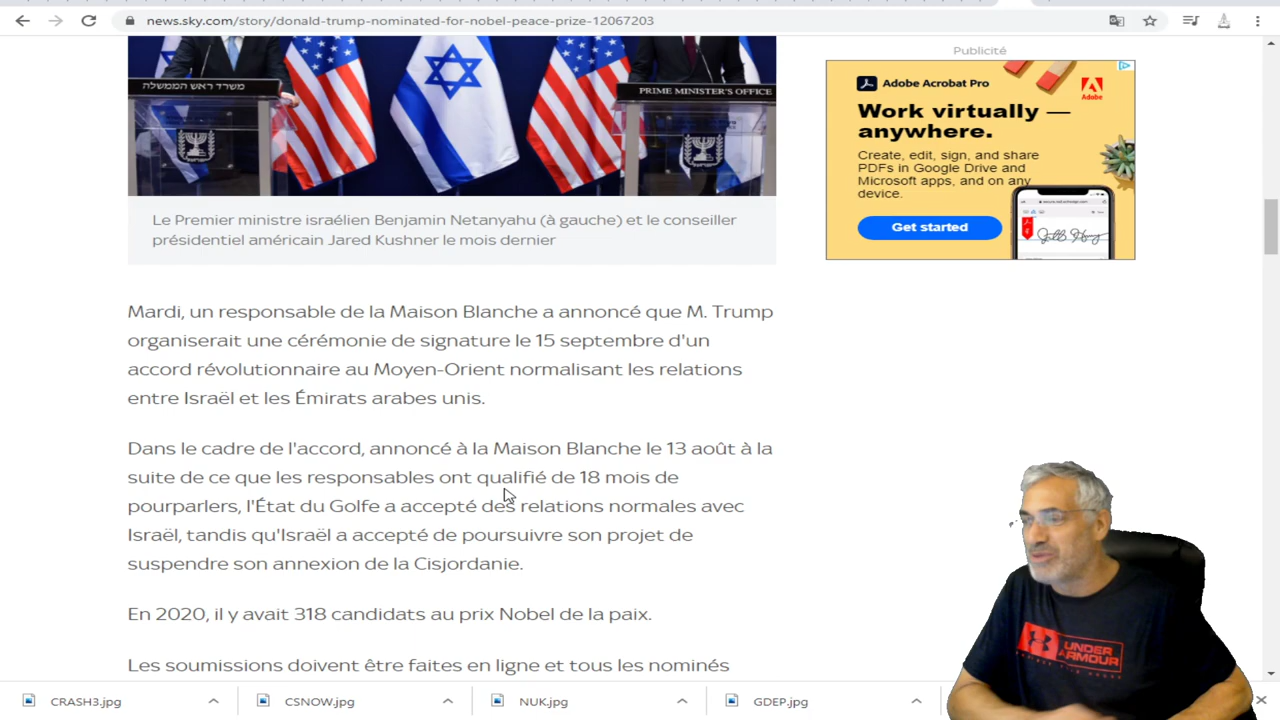 news.sky.com/story/donald-trump-nominated-for-nobel-peace-prize-12067203
משרד ראש הממשלה
PRIME MINISTER'S OFFICE
Le Premier ministre israélien Benjamin Netanyahu (à gauche) et le conseiller
présidentiel américain Jared Kushner le mois dernier
Mardi, un responsable de la Maison Blanche a annoncé que M. Trump
organiserait une cérémonie de signature le 15 septembre d'un
accord révolutionnaire au Moyen-Orient normalisant les relations
entre Israël et les Émirats arabes unis.
Dans le cadre de l'accord, annoncé à la Maison Blanche le 13 août à la
suite de ce que les responsables ont qualifié de 18 mois de
pourparlers, l'État du Golfe a accepté des relations normales avec
Israël, tandis qu'Israël a accepté de poursuivre son projet de
suspendre son annexion de la Cisjordanie.
En 2020, il y avait 318 candidats au prix Nobel de la paix.
Les soumissions doivent être faites en ligne et tous les nominés
Publicité
Adobe Acrobat Pro
Adobe
Work virtually —
anywhere.
Create, edit, sign, and share
PDFs in Google Drive and
Microsoft apps, and on any
device.
Get started
UNDER
ARMOUR
CRASH3.jpg
CSNOW.jpg
NUK.jpg
GDEP.jpg